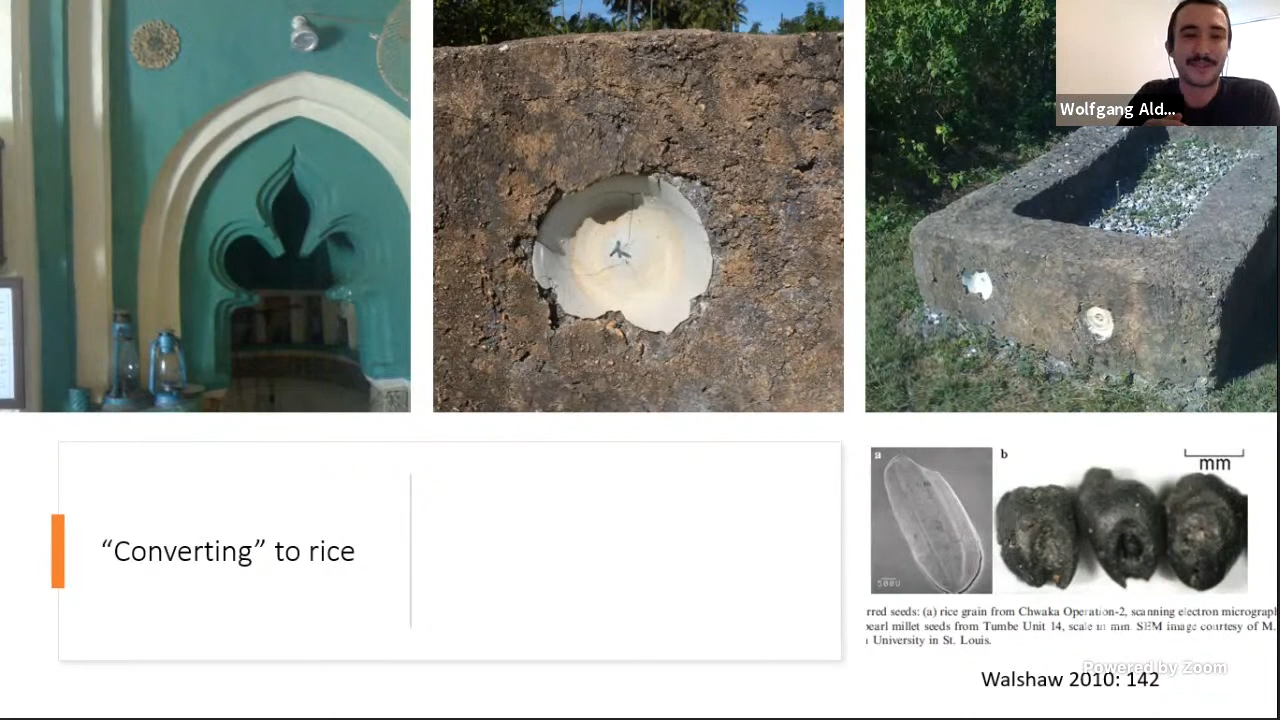 Wolfgang Ald...
“Converting” to rice
a
b
mm
500U
rred seeds: (a) rice grain from Chwaka Operation-2, scanning electron micrograph
pearl millet seeds from Tumbe Unit 14, scale in mm. SEM image courtesy of M.
University in St. Louis.
Powered by Zoom
Walshaw 2010: 142